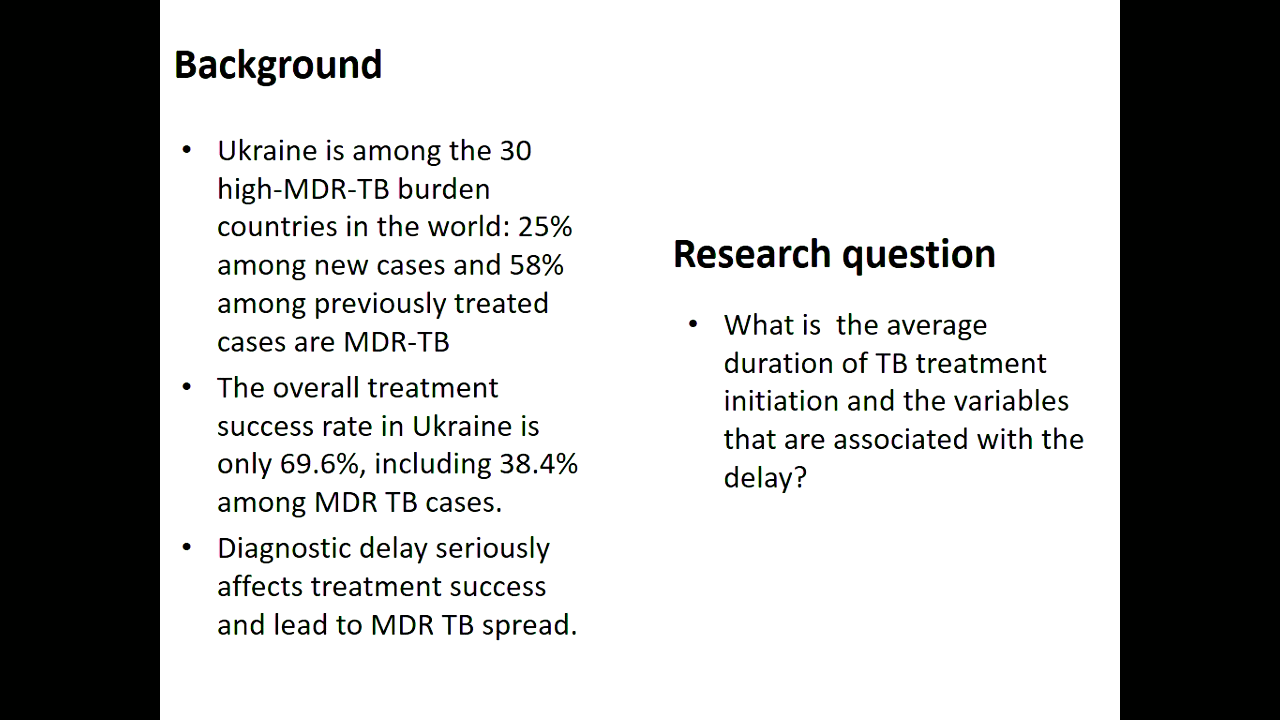 Background
• Ukraine is among the 30
high-MDR-TB burden
countries in the world: 25%
among new cases and 58%
among previously treated
cases are MDR-TB
• The overall treatment
success rate in Ukraine is
only 69.6%, including 38.4%
among MDR TB cases.
• Diagnostic delay seriously
affects treatment success
and lead to MDR TB spread.
Research question
• What is  the average
duration of TB treatment
initiation and the variables
that are associated with the
delay?